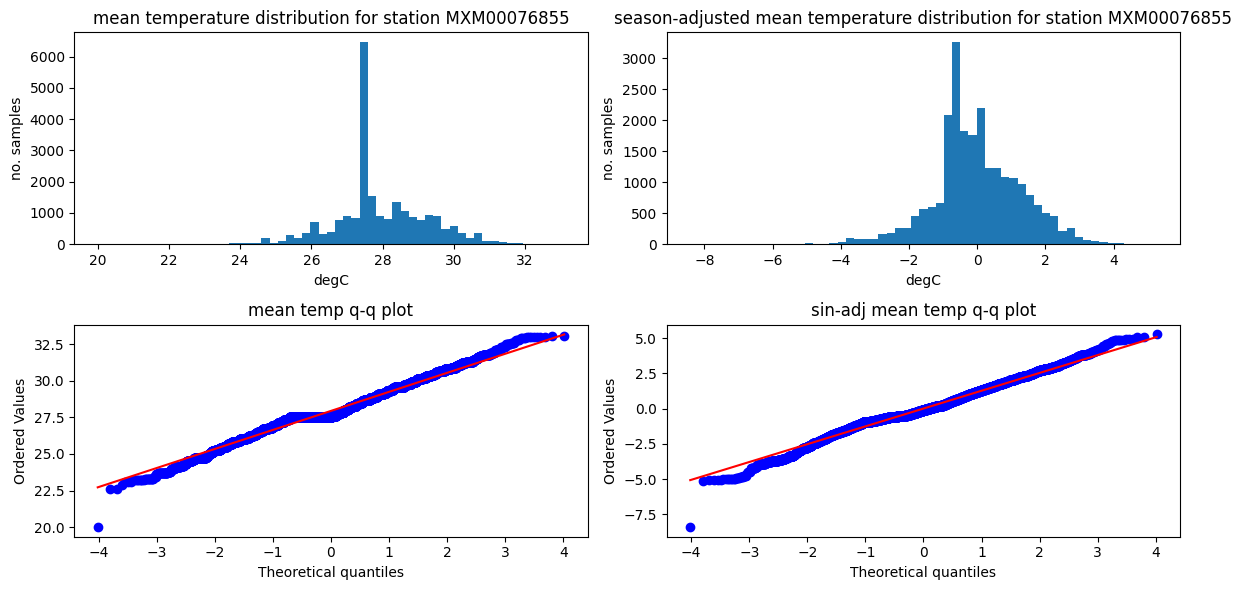 mean temperature distribution for station MXM00076855
no. samples
6000
5000
4000
3000
2000
1000
0
20 22 24 26 28 30 32
degC
season-adjusted mean temperature distribution for station MXM00076855
no. samples
3000
2500
2000
1500
1000
500
0
−8 −6 −4 −2 0 2 4
degC
mean temp q-q plot
Ordered Values
32.5
30.0
27.5
25.0
22.5
20.0
−4 −3 −2 −1 0 1 2 3 4
Theoretical quantiles
sin-adj mean temp q-q plot
Ordered Values
5.0
2.5
0.0
−2.5
−5.0
−7.5
−4 −3 −2 −1 0 1 2 3 4
Theoretical quantiles